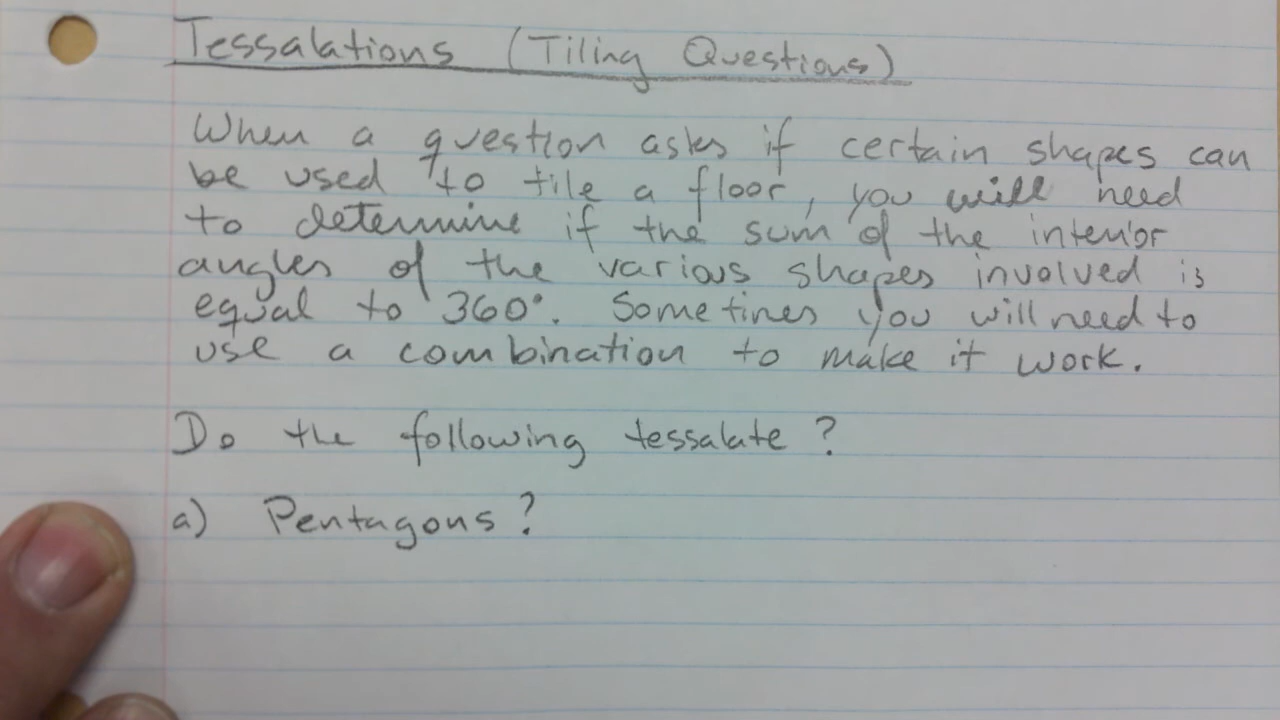 Tessalations (Tiling Questions)
When a question asks if certain shapes can
be used to tile a floor, you will need
to determine if the sum of the interior
angles of the various shapes involved is
equal to 360°. Sometimes you will need to
use a combination to make it work.
Do the following tessalate?
a) Pentagons?